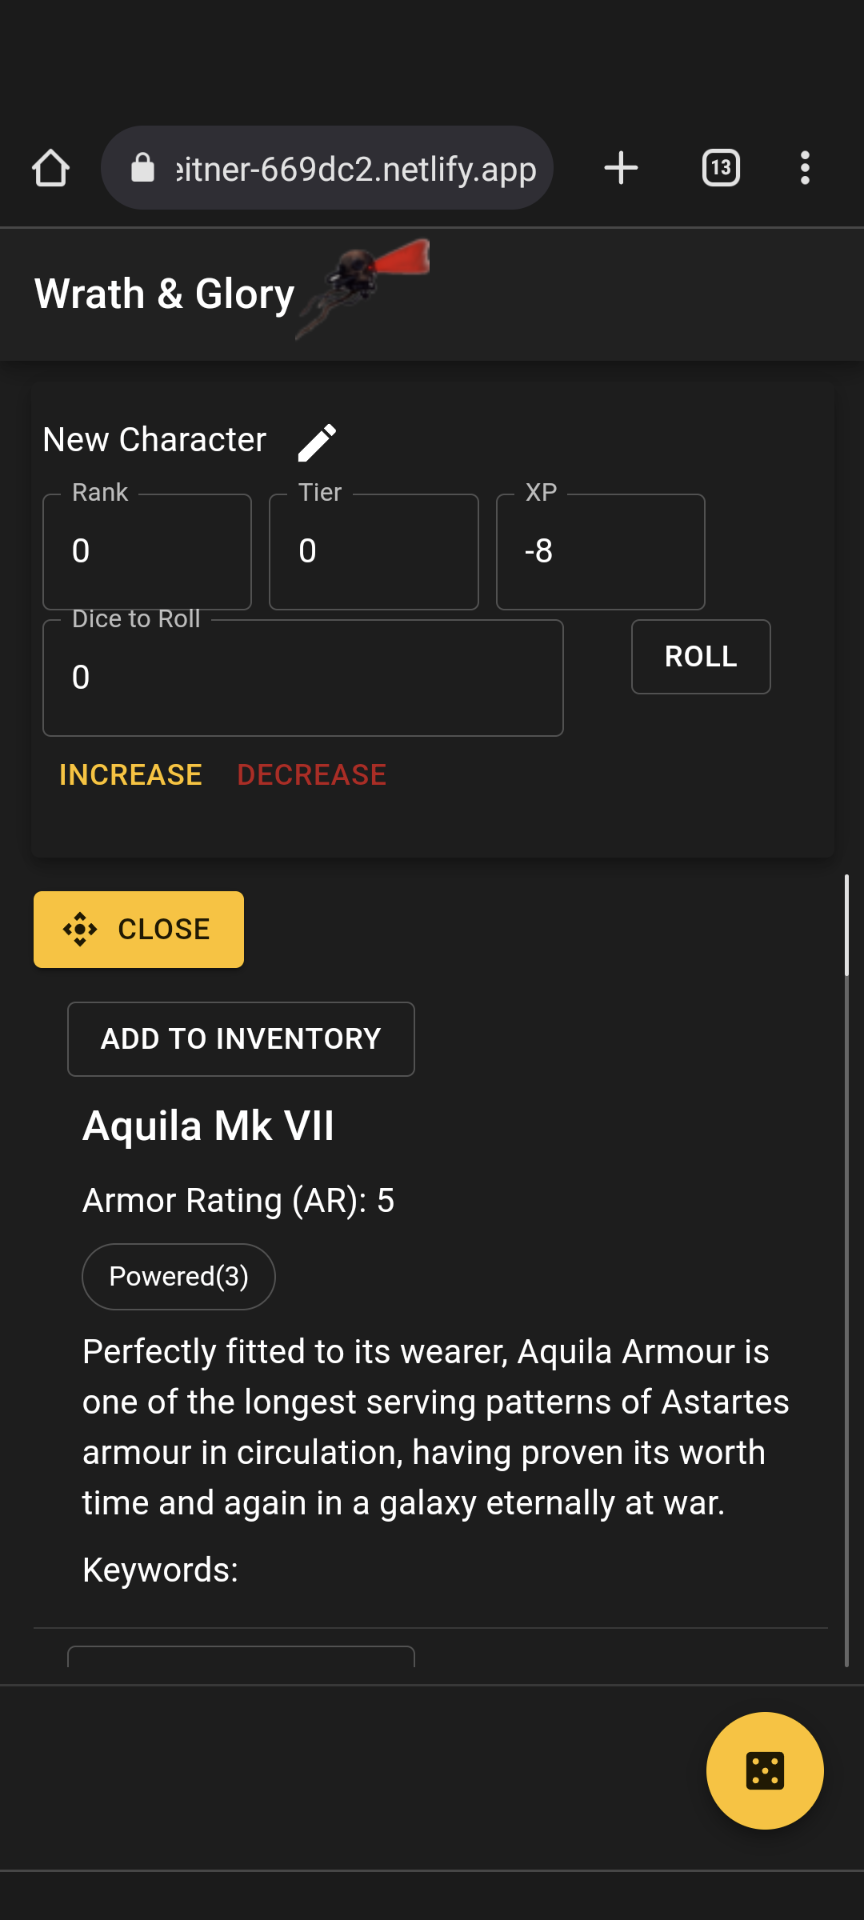 eitner-669dc2.netlify.app
13
Wrath & Glory
New Character
Rank
Tier
XP
0
0
-8
Dice to Roll
0
ROLL
INCREASE
DECREASE
CLOSE
ADD TO INVENTORY
Aquila Mk VII
Armor Rating (AR): 5
Powered(3)
Perfectly fitted to its wearer, Aquila Armour is
one of the longest serving patterns of Astartes
armour in circulation, having proven its worth
time and again in a galaxy eternally at war.
Keywords: